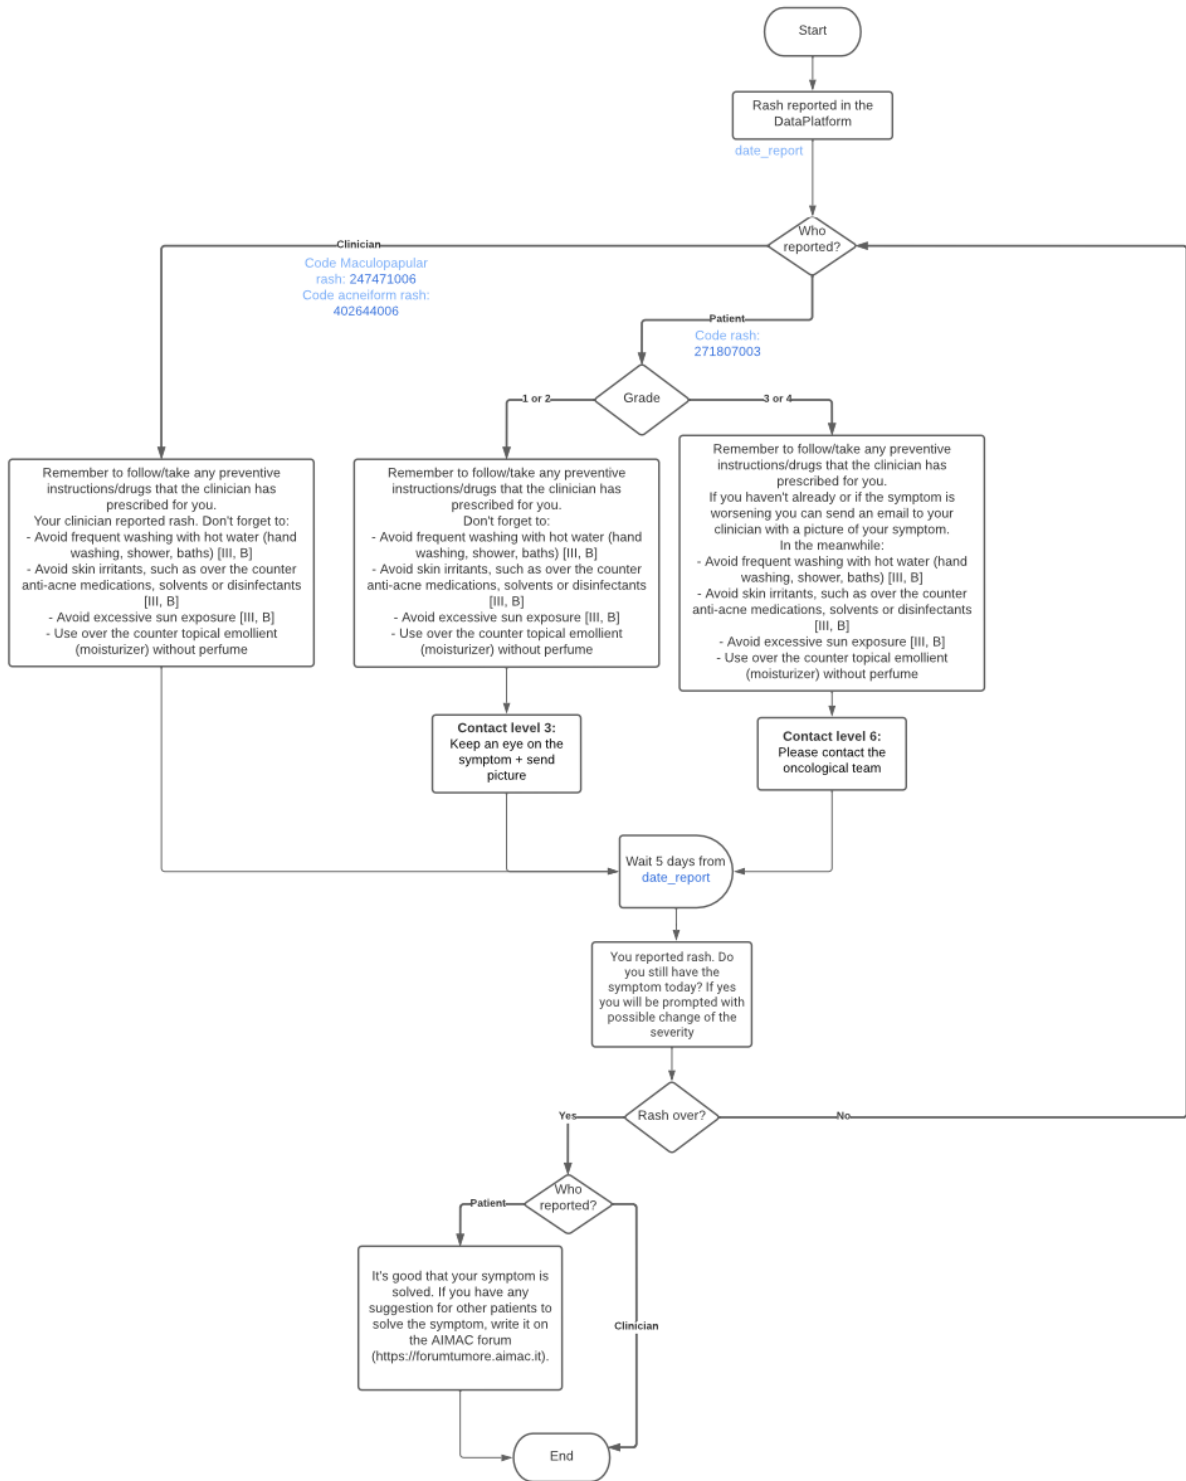 Start
Rash reported in the
DataPlatform
date_report
Who
reported?
Clinician
Code Maculopapular
rash: 247471006
Code acneiform rash:
402644006
Patient
Code rash:
271807003
Grade
1 or 2
3 or 4
Remember to follow/take any preventive
instructions/drugs that the clinician has
prescribed for you.
Your clinician reported rash. Don't forget to:
- Avoid frequent washing with hot water (hand
washing, shower, baths) [III, B]
- Avoid skin irritants, such as over the counter
anti-acne medications, solvents or disinfectants
[III, B]
- Avoid excessive sun exposure [III, B]
- Use over the counter topical emollient
(moisturizer) without perfume
Remember to follow/take any preventive
instructions/drugs that the clinician has
prescribed for you.
Don't forget to:
- Avoid frequent washing with hot water (hand
washing, shower, baths) [III, B]
- Avoid skin irritants, such as over the counter
anti-acne medications, solvents or disinfectants
[III, B]
- Avoid excessive sun exposure [III, B]
- Use over the counter topical emollient
(moisturizer) without perfume
Remember to follow/take any preventive
instructions/drugs that the clinician has
prescribed for you.
If you haven't already or if the symptom is
worsening you can send an email to your
clinician with a picture of your symptom.
In the meanwhile:
- Avoid frequent washing with hot water (hand
washing, shower, baths) [III, B]
- Avoid skin irritants, such as over the counter
anti-acne medications, solvents or disinfectants
[III, B]
- Avoid excessive sun exposure [III, B]
- Use over the counter topical emollient
(moisturizer) without perfume
Contact level 3:
Keep an eye on the
symptom + send
picture
Contact level 6:
Please contact the
oncological team
Wait 5 days from
date_report
You reported rash. Do
you still have the
symptom today? If yes
you will be prompted with
possible change of the
severity
Rash over?
Yes
No
Who
reported?
Patient
It's good that your symptom is
solved. If you have any
suggestion for other patients to
solve the symptom, write it on
the AIMAC forum
(https://forumtumore.aimac.it).
Clinician
End